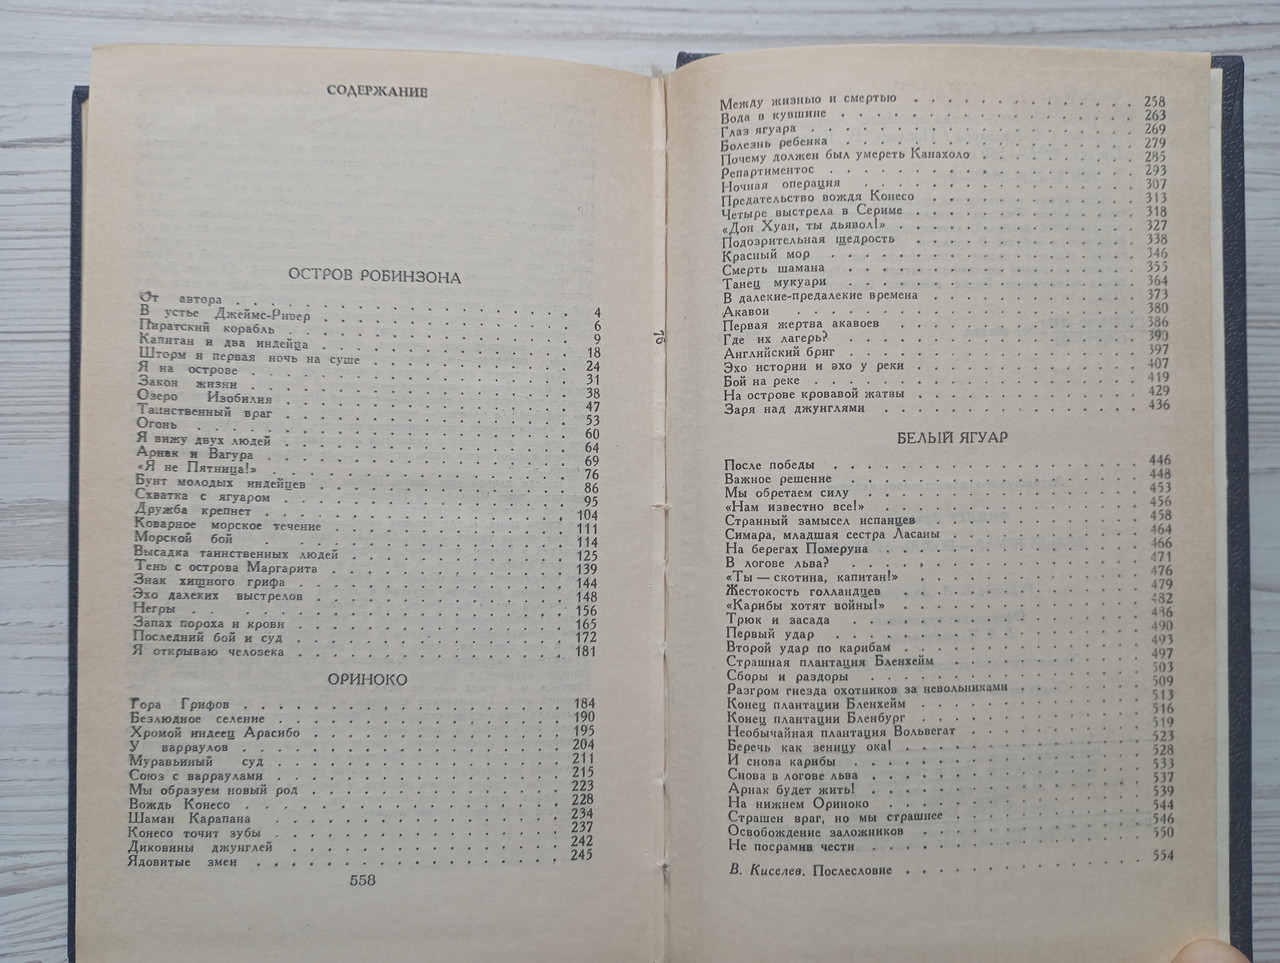 СОДЕРЖАНИЕ
ОСТРОВ РОБИНЗОНА
От автора . . . 4
В устье Джеймс-Ривер . . . 6
Пиратский корабль . . . 9
Капитан и два индейца . . . 18
Шторм и первая ночь на суше . . . 24
Я на острове . . . 31
Закон жизни . . . 38
Озеро Изобилия . . . 47
Таинственный враг . . . 53
Огонь . . . 60
Я вижу двух людей . . . 64
Арнак и Вагура . . . 69
«Я не Пятница!» . . . 76
Бунт молодых индейцев . . . 86
Схватка с ягуаром . . . 95
Дружба крепнет . . . 104
Коварное морское течение . . . 111
Морской бой . . . 114
Высадка таинственных людей . . . 125
Тень с острова Маргарита . . . 139
Знак хищного грифа . . . 144
Эхо далеких выстрелов . . . 148
Негры . . . 156
Запах пороха и крови . . . 165
Последний бой и суд . . . 172
Я открываю человека . . . 181
ОРИНОКО
Гора Грифов . . . 184
Безлюдное селение . . . 190
Хромой индеец Арасибо . . . 195
У варраулов . . . 204
Муравьиный суд . . . 211
Союз с варраулами . . . 215
Мы образуем новый род . . . 223
Вождь Конесо . . . 228
Шаман Карапана . . . 234
Конесо точит зубы . . . 237
Диковины джунглей . . . 242
Ядовитые змеи . . . 245
558
Между жизнью и смертью . . . 258
Вода в кувшине . . . 263
Глаз ягуара . . . 269
Болезнь ребенка . . . 279
Почему должен был умереть Канахоло . . . 285
Репартиментос . . . 293
Ночная операция . . . 307
Предательство вождя Конесо . . . 313
Четыре выстрела в Сериме . . . 318
«Дон Хуан, ты дьявол!» . . . 327
Подозрительная щедрость . . . 338
Красный мор . . . 346
Смерть шамана . . . 355
Танец мукуари . . . 364
В далекие-предалекие времена . . . 373
Акавои . . . 380
Первая жертва акавоев . . . 386
Где их лагерь? . . . 390
Английский бриг . . . 397
Эхо истории и эхо у реки . . . 407
Бой на реке . . . 419
На острове кровавой жатвы . . . 429
Заря над джунглями . . . 436
БЕЛЫЙ ЯГУАР
После победы . . . 446
Важное решение . . . 448
Мы обретаем силу . . . 453
«Нам известно все!» . . . 456
Странный замысел испанцев . . . 458
Симара, младшая сестра Ласаны . . . 464
На берегах Померуна . . . 466
В логове льва? . . . 471
«Ты — скотина, капитан!» . . . 476
Жестокость голландцев . . . 479
«Карибы хотят войны!» . . . 482
Трюк и засада . . . 486
Первый удар . . . 490
Второй удар по карибам . . . 493
Страшная плантация Бленхейм . . . 497
Сборы и раздоры . . . 503
Разгром гнезда охотников за невольниками . . . 509
Конец плантации Бленхейм . . . 513
Конец плантации Бленбург . . . 516
Необычайная плантация Вольвегат . . . 519
Беречь как зеницу ока! . . . 523
И снова карибы . . . 528
Снова в логове льва . . . 533
Арнак будет жить! . . . 537
На нижнем Ориноко . . . 539
Страшен враг, но мы страшнее . . . 544
Освобождение заложников . . . 546
Не посрамив чести . . . 550
В. Киселев. Послесловие . . . 554